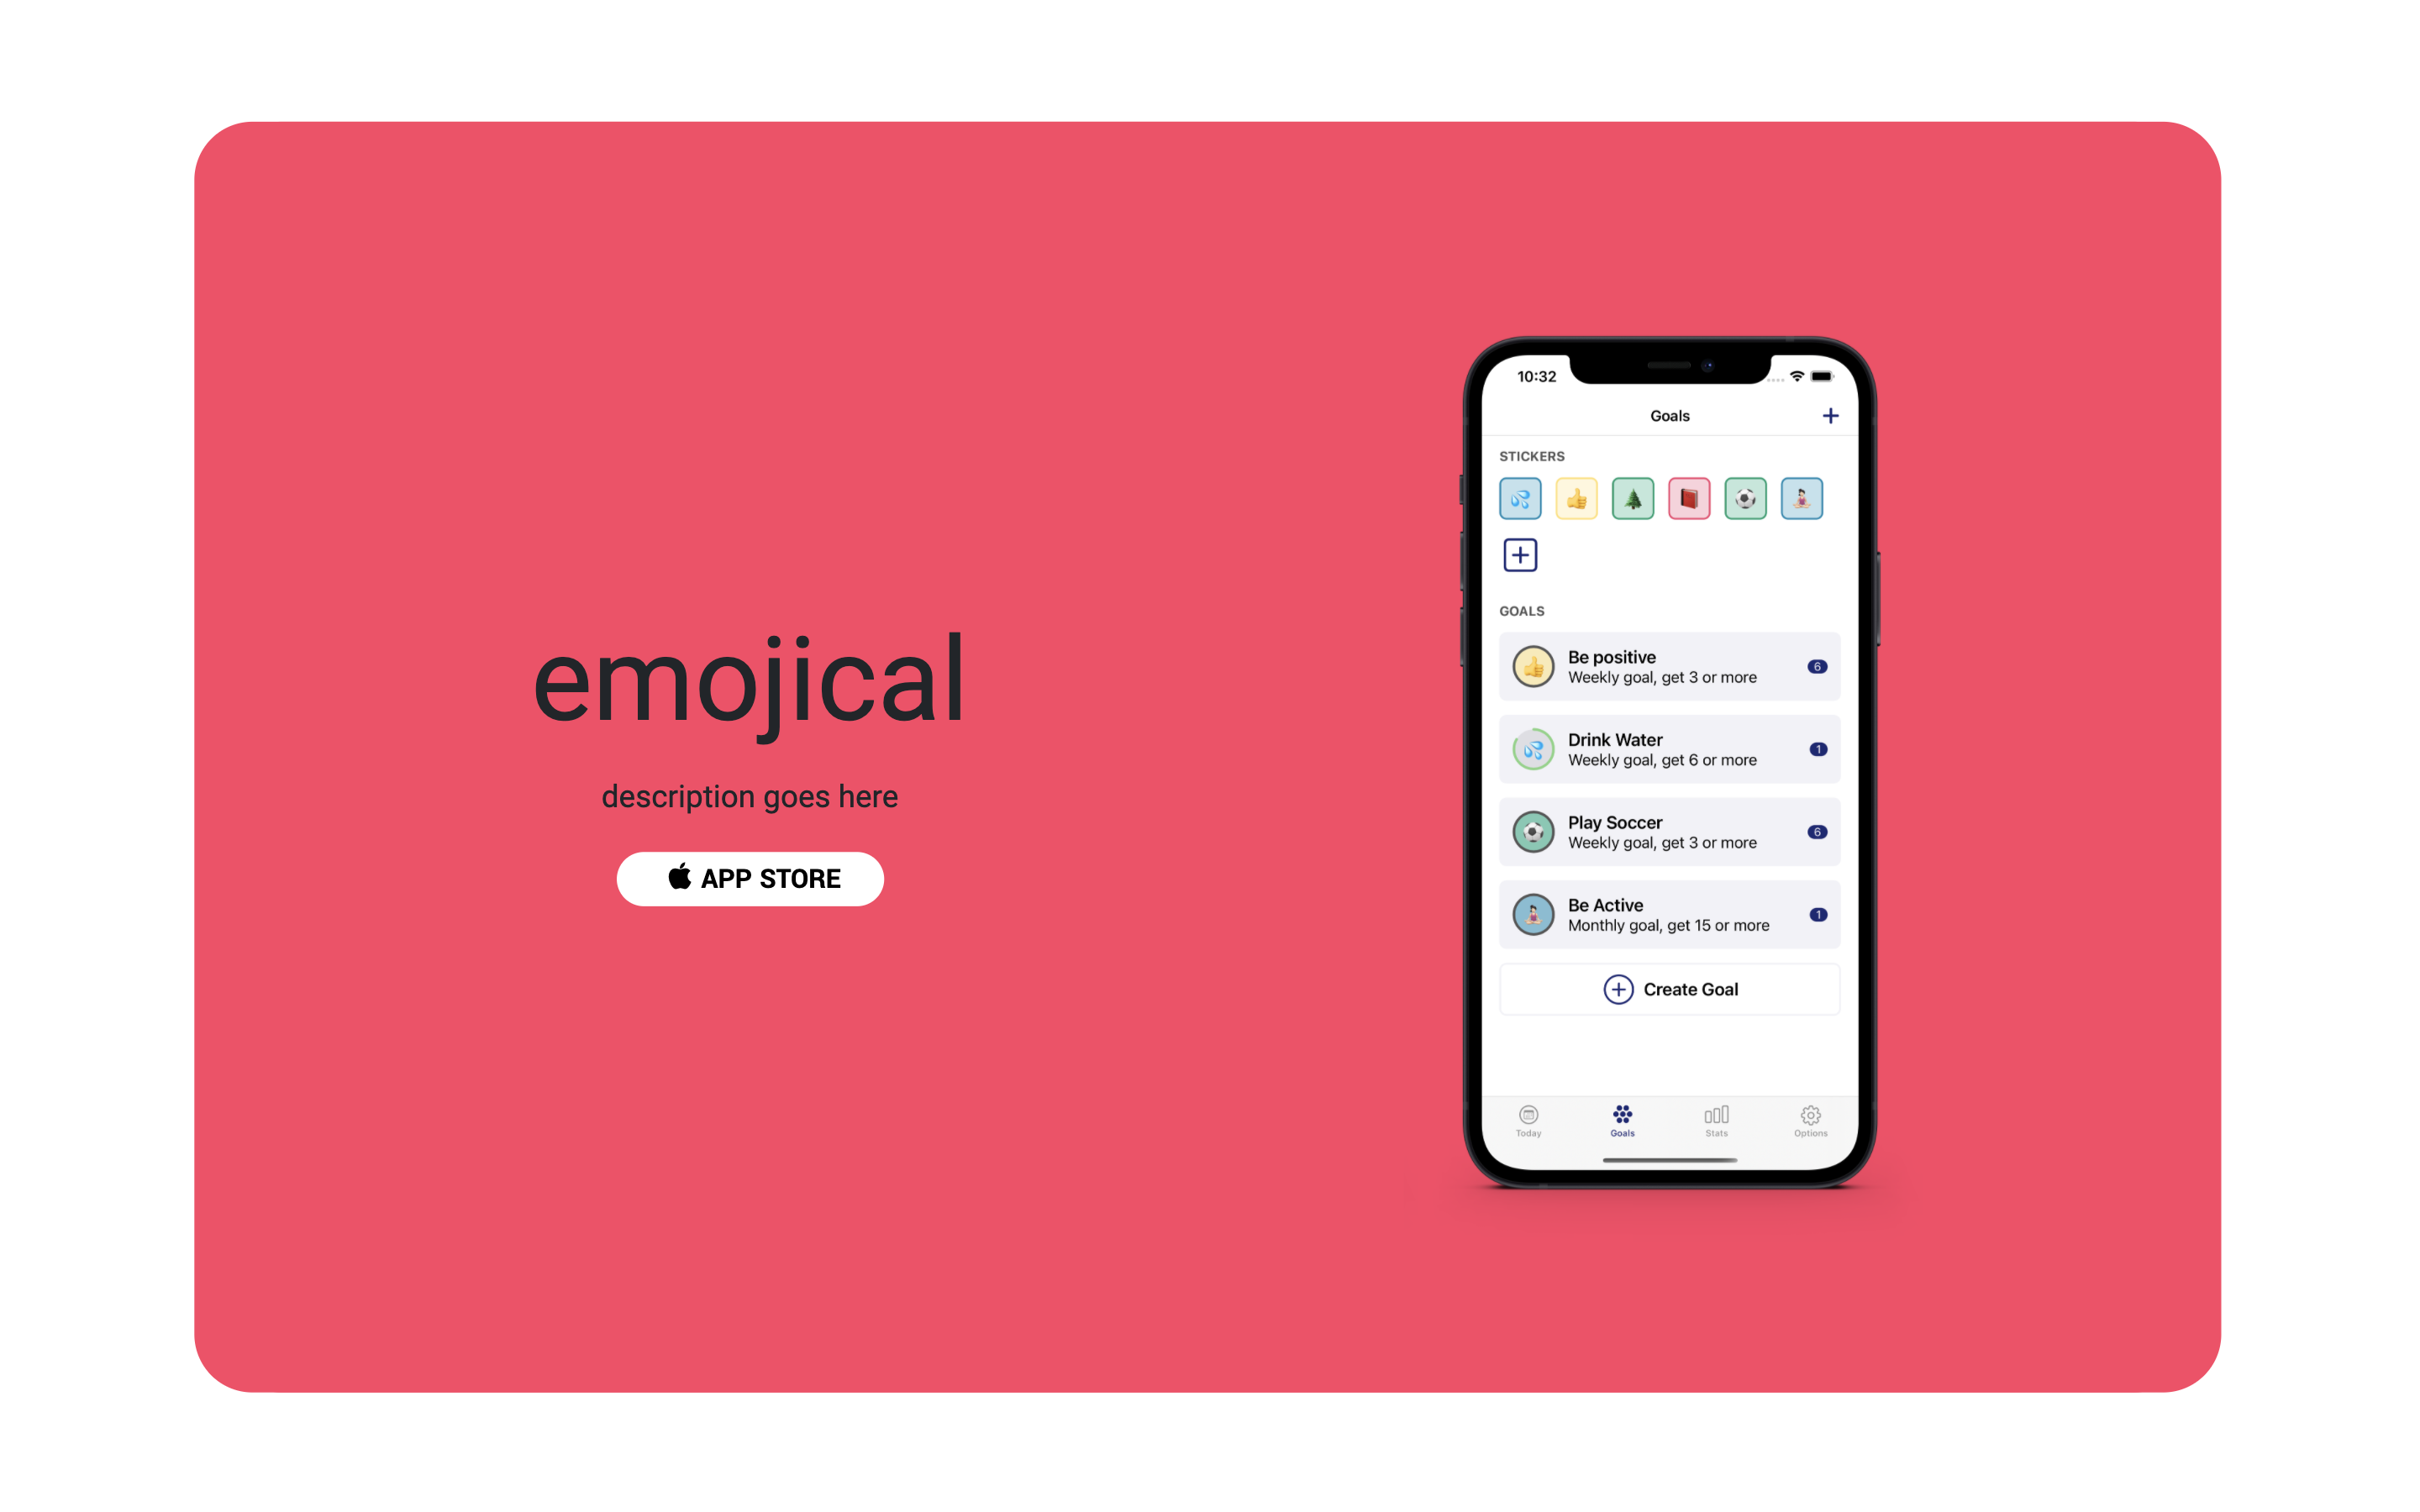 emojical
description goes here
APP STORE
10:32
Goals
STICKERS
GOALS
Be positive
Weekly goal, get 3 or more
6
Drink Water
Weekly goal, get 6 or more
1
Play Soccer
Weekly goal, get 3 or more
6
Be Active
Monthly goal, get 15 or more
1
Create Goal
Today Goals Stats Options